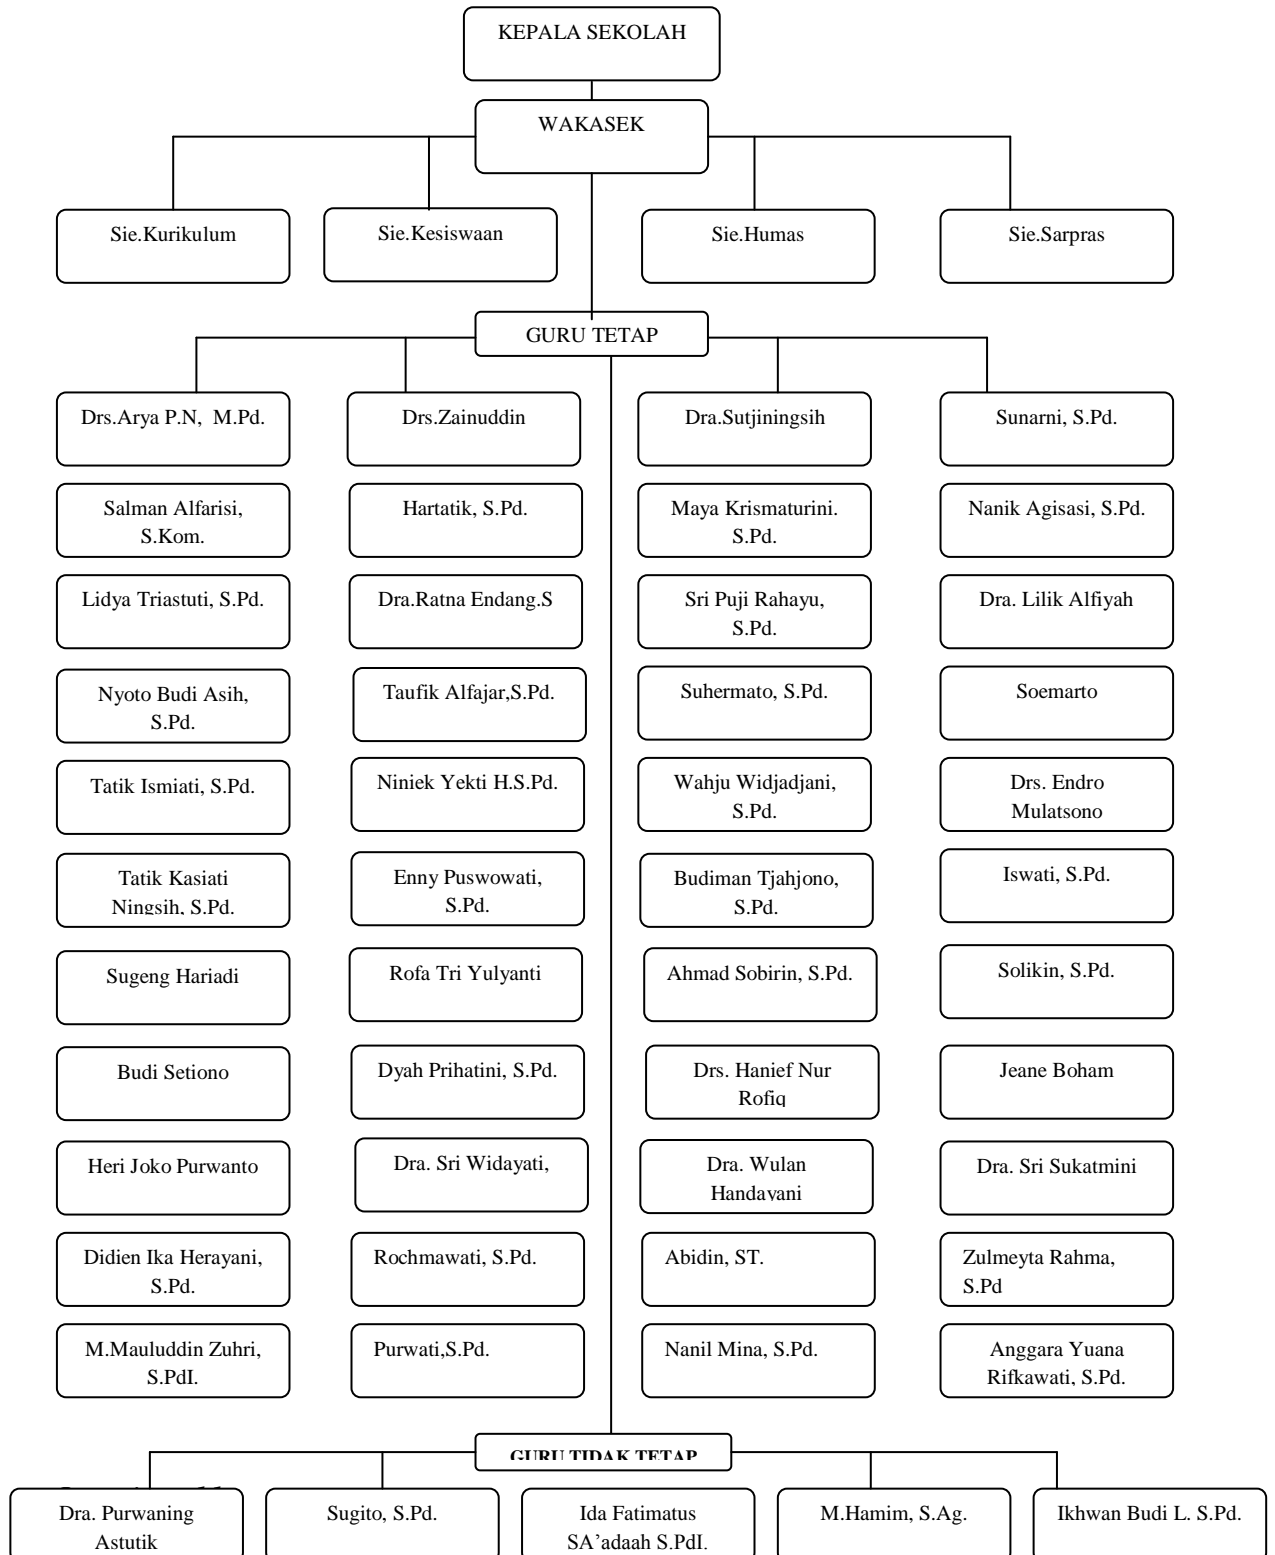 KEPALA SEKOLAH
WAKASEK
Sie.Kurikulum
Sie.Kesiswaan
Sie.Humas
Sie.Sarpras
GURU TETAP
Drs.Arya P.N, M.Pd.
Drs.Zainuddin
Dra.Sutjiningsih
Sunarni, S.Pd.
Salman Alfarisi,
S.Kom.
Hartatik, S.Pd.
Maya Krismaturini.
S.Pd.
Nanik Agisasi, S.Pd.
Lidya Triastuti, S.Pd.
Dra.Ratna Endang.S
Sri Puji Rahayu,
S.Pd.
Dra. Lilik Alfiyah
Nyoto Budi Asih,
S.Pd.
Taufik Alfajar,S.Pd.
Suhermato, S.Pd.
Soemarto
Tatik Ismiati, S.Pd.
Niniek Yekti H.S.Pd.
Wahju Widjadjani,
S.Pd.
Drs. Endro
Mulatsono
Tatik Kasiati
Ningsih, S.Pd.
Enny Puswowati,
S.Pd.
Budiman Tjahjono,
S.Pd.
Iswati, S.Pd.
Sugeng Hariadi
Rofa Tri Yulyanti
Ahmad Sobirin, S.Pd.
Solikin, S.Pd.
Budi Setiono
Dyah Prihatini, S.Pd.
Drs. Hanief Nur
Rofiq
Jeane Boham
Heri Joko Purwanto
Dra. Sri Widayati,
Dra. Wulan
Handayani
Dra. Sri Sukatmini
Didien Ika Herayani,
S.Pd.
Rochmawati, S.Pd.
Abidin, ST.
Zulmeyta Rahma,
S.Pd
M.Mauluddin Zuhri,
S.PdI.
Purwati,S.Pd.
Nanil Mina, S.Pd.
Anggara Yuana
Rifkawati, S.Pd.
GURU TIDAK TETAP
Dra. Purwaning
Astutik
Sugito, S.Pd.
Ida Fatimatus
SA’adaah S.PdI.
M.Hamim, S.Ag.
Ikhwan Budi L. S.Pd.